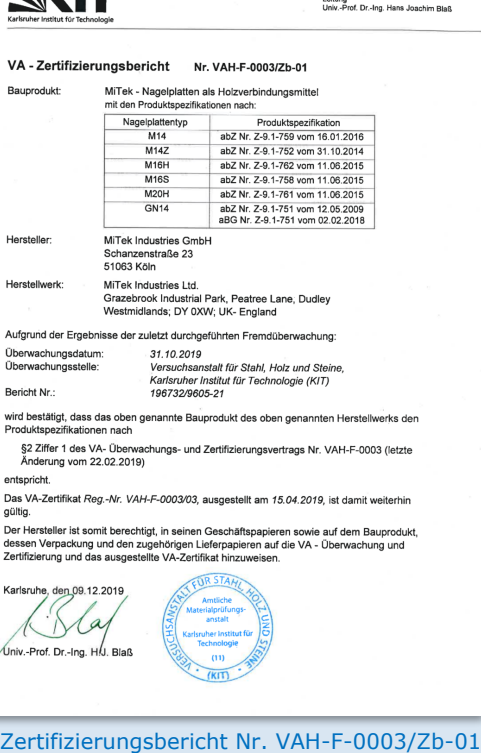 Karlsruher Institut für Technologie
Univ.-Prof. Dr.-Ing. Hans Joachim Blaß
VA - Zertifizierungsbericht Nr. VAH-F-0003/Zb-01
Bauprodukt: MiTek - Nagelplatten als Holzverbindungsmittel
mit den Produktspezifikationen nach:
Nagelplattentyp Produktspezifikation
M14 abZ Nr. Z-9.1-759 vom 16.01.2016
M14Z abZ Nr. Z-9.1-752 vom 31.10.2014
M16H abZ Nr. Z-9.1-762 vom 11.06.2015
M16S abZ Nr. Z-9.1-758 vom 11.06.2015
M20H abZ Nr. Z-9.1-761 vom 11.06.2015
GN14 abZ Nr. Z-9.1-751 vom 12.05.2009
aBG Nr. Z-9.1-751 vom 02.02.2018
Hersteller: MiTek Industries GmbH
Schanzenstraße 23
51063 Köln
Herstellwerk: MiTek Industries Ltd.
Grazebrook Industrial Park, Peatree Lane, Dudley
Westmidlands; DY 0XW; UK- England
Aufgrund der Ergebnisse der zuletzt durchgeführten Fremdüberwachung:
Überwachungsdatum: 31.10.2019
Überwachungsstelle: Versuchsanstalt für Stahl, Holz und Steine,
Karlsruher Institut für Technologie (KIT)
Bericht Nr.: 196732/9605-21
wird bestätigt, dass das oben genannte Bauprodukt des oben genannten Herstellwerks den
Produktspezifikationen nach
§2 Ziffer 1 des VA- Überwachungs- und Zertifizierungsvertrags Nr. VAH-F-0003 (letzte
Änderung vom 22.02.2019)
entspricht.
Das VA-Zertifikat Reg.-Nr. VAH-F-0003/03, ausgestellt am 15.04.2019, ist damit weiterhin
gültig.
Der Hersteller ist somit berechtigt, in seinen Geschäftspapieren sowie auf dem Bauprodukt,
dessen Verpackung und den zugehörigen Lieferpapieren auf die VA - Überwachung und
Zertifizierung und das ausgestellte VA-Zertifikat hinzuweisen.
Karlsruhe, den 09.12.2019
Univ.-Prof. Dr.-Ing. H.J. Blaß
VERSUCHSANSTALT FÜR STAHL, HOLZ UND STEINE
Amtliche
Materialprüfungs-
anstalt
Karlsruher Institut für
Technologie
(11)
(KIT)
Zertifizierungsbericht Nr. VAH-F-0003/Zb-01